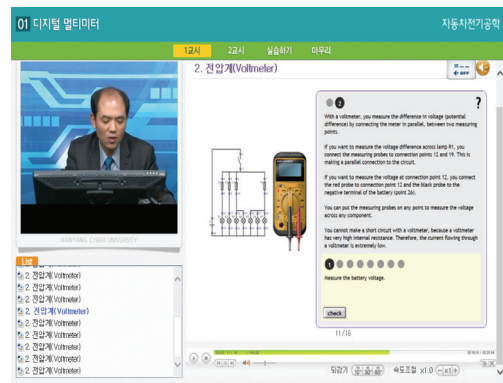 01 디지털 멀티미터
자동차전기공학
1교시 2교시 실습하기 마무리
2. 전압계(Voltmeter)
OFF
2
?
With a voltmeter, you measure the difference in voltage (potential
difference) by connecting the meter in parallel, between two measuring
points.
If you want to measure the voltage difference across lamp R1, you
connect the measuring probes to connection points 12 and 19. This is
making a parallel connection to the circuit.
If you want to measure the voltage at connection point 12, you connect
the red probe to connection point 12 and the black probe to the
negative terminal of the battery (point 26).
You can put the measuring probes on any point to measure the voltage
across any component.
You cannot make a short circuit with a voltmeter, because a voltmeter
has very high internal resistance. Therefore, the current flowing through
a voltmeter is extremely low.
1
Measure the battery voltage.
check
11/16
HANYANG CYBER UNIVERSITY
List
2. 전압계(Voltmeter)
2. 전압계(Voltmeter)
2. 전압계(Voltmeter)
2. 전압계(Voltmeter)
2. 전압계(Voltmeter)
2. 전압계(Voltmeter)
2. 전압계(Voltmeter)
2. 전압계(Voltmeter)
2. 전압계(Voltmeter)
되감기 10 30 60 속도조절 x1.0 - x1 +